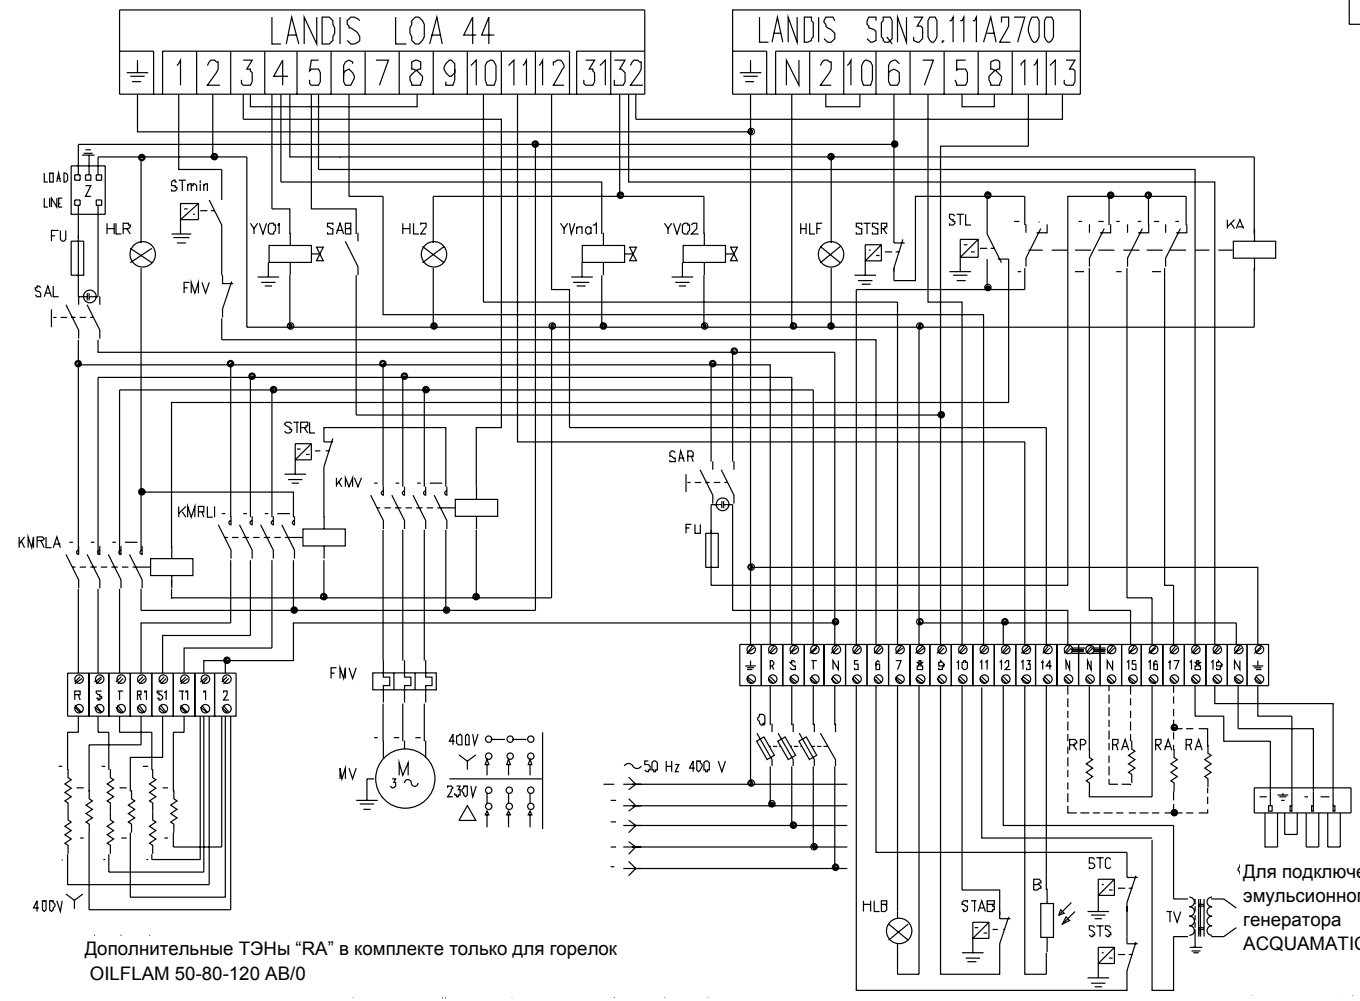 LANDIS LOA 44
LANDIS SQN30.111A2700
1 2 3 4 5 6 7 8 9 10 11 12 31 32
N 2 10 6 7 5 8 11 13
LOAD
Z
LINE
STmin
FU
HLR
YVO1
SAB
HL2
YVna1
YVO2
HLF
STSR
STL
KA
SAL
FMV
STRL
SAR
KMV
KMRLI
FU
KMRLA
R S T R1 S1 T1 1 2
R S T N 5 6 7 8 9 10 11 12 13 14 N N N 15 16 17 18 19 N
FMV
Q
RP RA RA RA
MV
M
3 ~
400V
230V
~50 Hz 400 V
400V
HLB
STAB
B
STC
STS
TV
Для подключе
эмульсионног
генератора
ACQUAMATIC
Дополнительные ТЭНы “RA” в комплекте только для горелок
OILFLAM 50-80-120 AB/0